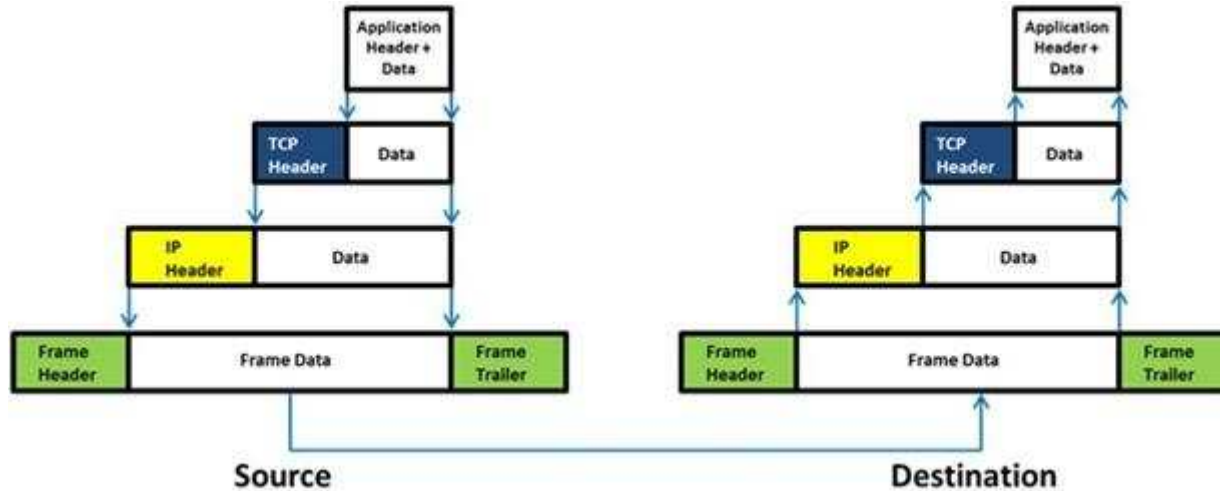 Application
Header +
Data
TCP
Header
Data
IP
Header
Data
Frame
Header
Frame Data
Frame
Trailer
Source
Application
Header +
Data
TCP
Header
Data
IP
Header
Data
Frame
Header
Frame Data
Frame
Trailer
Destination